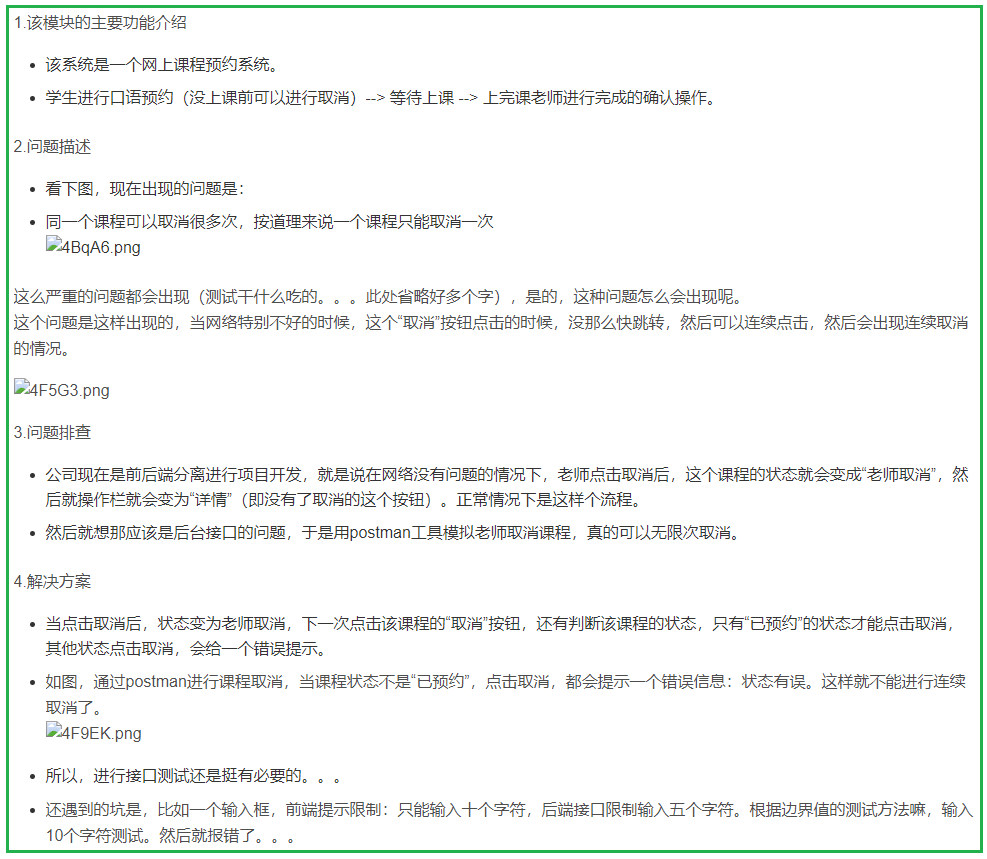 1.该模块的主要功能介绍
该系统是一个网上课程预约系统。
学生进行口语预约（没上课前可以进行取消）--> 等待上课 --> 上完课老师进行完成的确认操作。
2.问题描述
看下图，现在出现的问题是：
同一个课程可以取消很多次，按道理来说一个课程只能取消一次
4BqA6.png
这么严重的问题都会出现（测试干什么吃的。。。此处省略好多个字），是的，这种问题怎么会出现呢。
这个问题是这样出现的，当网络特别不好的时候，这个“取消”按钮点击的时候，没那么快跳转，然后可以连续点击，然后会出现连续取消
的情况。
4F5G3.png
3.问题排查
公司现在是前后端分离进行项目开发，就是说在网络没有问题的情况下，老师点击取消后，这个课程的状态就会变成“老师取消”，然
后就操作栏就会变为“详情”（即没有了取消的这个按钮）。正常情况下是这样个流程。
然后就想那应该是后台接口的问题，于是用postman工具模拟老师取消课程，真的可以无限次取消。
4.解决方案
当点击取消后，状态变为老师取消，下一次点击该课程的“取消”按钮，还有判断该课程的状态，只有“已预约”的状态才能点击取消，
其他状态点击取消，会给一个错误提示。
如图，通过postman进行课程取消，当课程状态不是“已预约”，点击取消，都会提示一个错误信息：状态有误。这样就不能进行连续
取消了。
4F9EK.png
所以，进行接口测试还是挺有必要的。。。
还遇到的坑是，比如一个输入框，前端提示限制：只能输入十个字符，后端接口限制输入五个字符。根据边界值的测试方法嘛，输入
10个字符测试。然后就报错了。。。